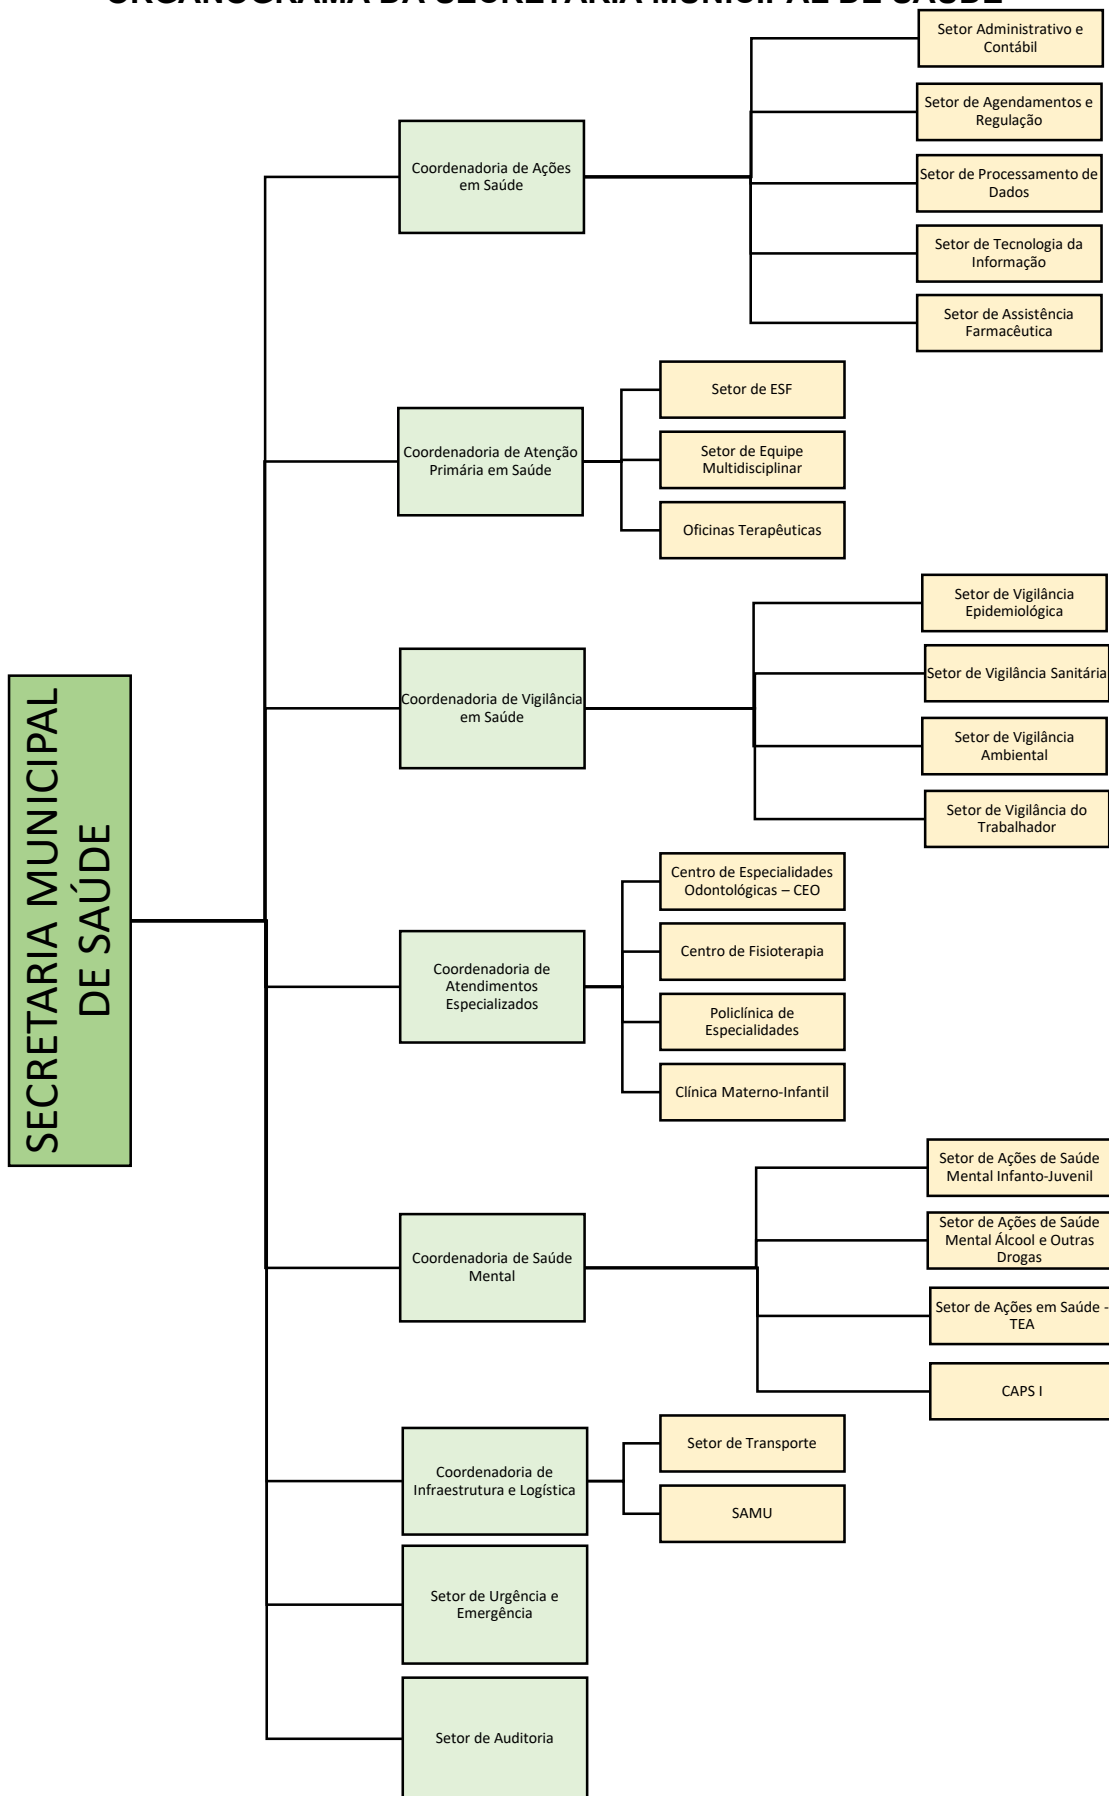 ORGANOGRAMA DA SECRETARIA MUNICIPAL DE SAÚDE
Setor Administrativo e
Contábil
Setor de Agendamentos e
Regulação
Coordenadoria de Ações
em Saúde
Setor de Processamento de
Dados
Setor de Tecnologia da
Informação
Setor de Assistência
Farmacêutica
Setor de ESF
Coordenadoria de Atenção
Primária em Saúde
Setor de Equipe
Multidisciplinar
Oficinas Terapêuticas
Setor de Vigilância
Epidemiológica
Setor de Vigilância Sanitária
Coordenadoria de Vigilância
em Saúde
Setor de Vigilância
Ambiental
Setor de Vigilância do
Trabalhador
SECRETARIA MUNICIPAL
DE SAÚDE
Centro de Especialidades
Odontológicas – CEO
Centro de Fisioterapia
Coordenadoria de
Atendimentos
Especializados
Policlínica de
Especialidades
Clínica Materno-Infantil
Setor de Ações de Saúde
Mental Infanto-Juvenil
Setor de Ações de Saúde
Mental Álcool e Outras
Drogas
Coordenadoria de Saúde
Mental
Setor de Ações em Saúde -
TEA
CAPS I
Setor de Transporte
Coordenadoria de
Infraestrutura e Logística
SAMU
Setor de Urgência e
Emergência
Setor de Auditoria